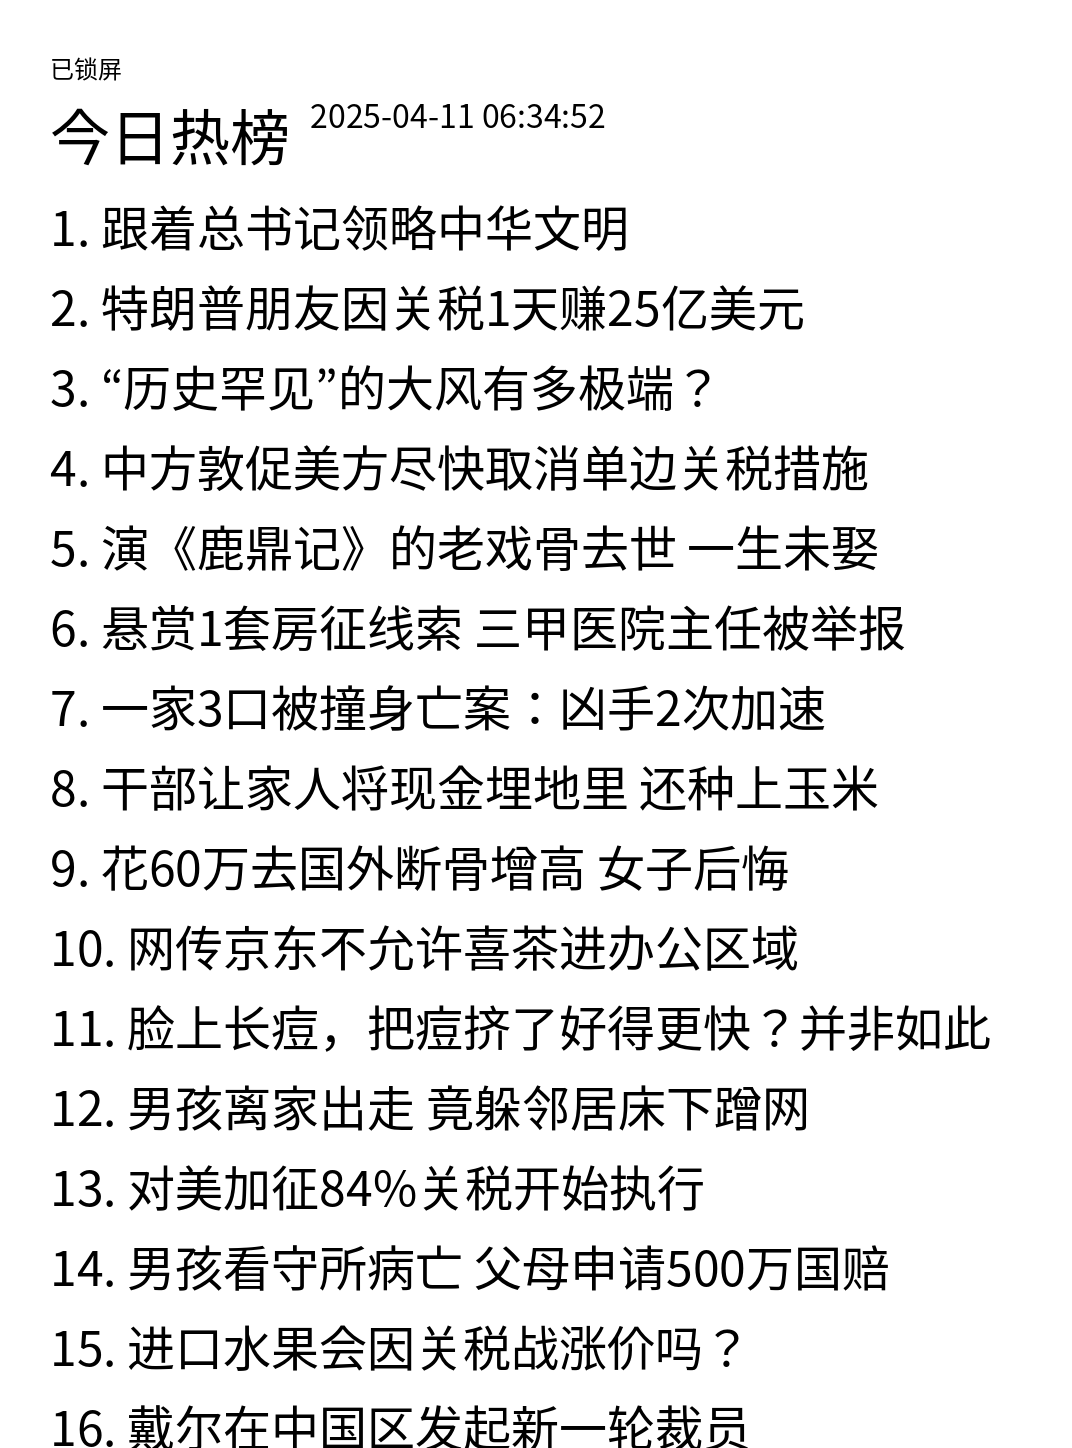 已锁屏
今日热榜 2025-04-11 06:34:52
1. 跟着总书记领略中华文明
2. 特朗普朋友因关税1天赚25亿美元
3. “历史罕见”的大风有多极端？
4. 中方敦促美方尽快取消单边关税措施
5. 演《鹿鼎记》的老戏骨去世 一生未娶
6. 悬赏1套房征线索 三甲医院主任被举报
7. 一家3口被撞身亡案：凶手2次加速
8. 干部让家人将现金埋地里 还种上玉米
9. 花60万去国外断骨增高 女子后悔
10. 网传京东不允许喜茶进办公区域
11. 脸上长痘，把痘挤了好得更快？并非如此
12. 男孩离家出走 竟躲邻居床下蹭网
13. 对美加征84%关税开始执行
14. 男孩看守所病亡 父母申请500万国赔
15. 进口水果会因关税战涨价吗？
16. 戴尔在中国区发起新一轮裁员